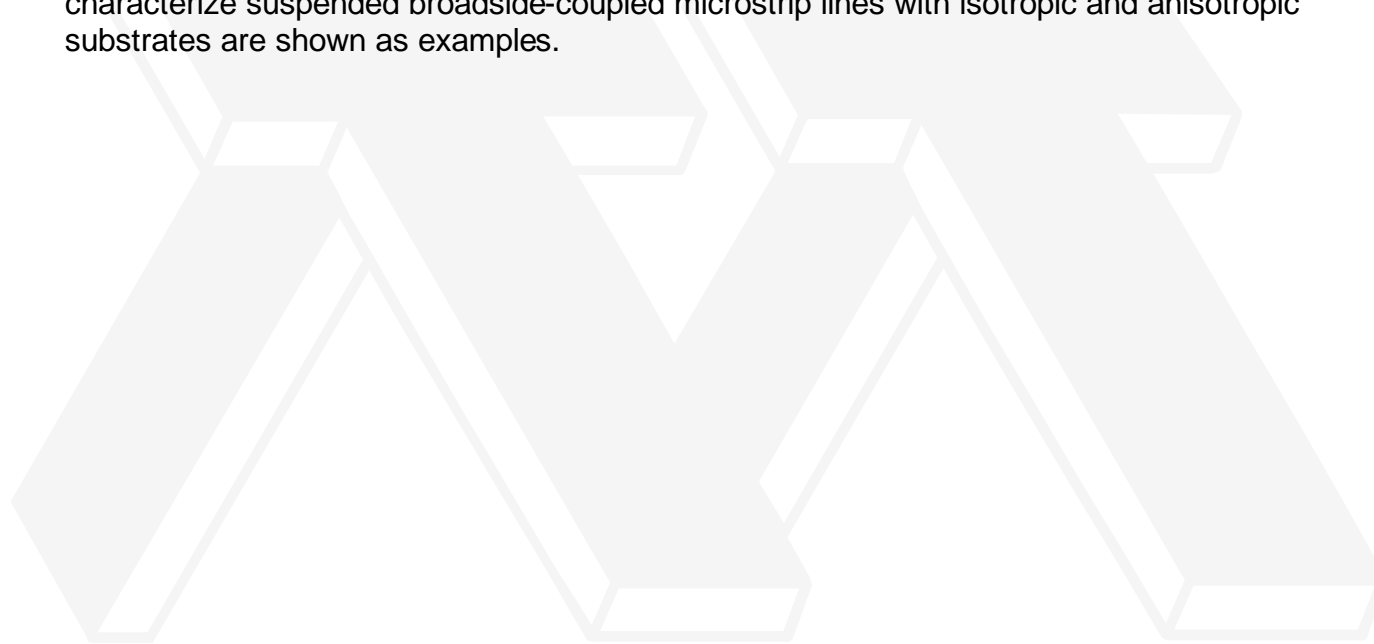 characterize suspended broadside-coupled microstrip lines with isotropic and anisotropic
substrates are shown as examples.